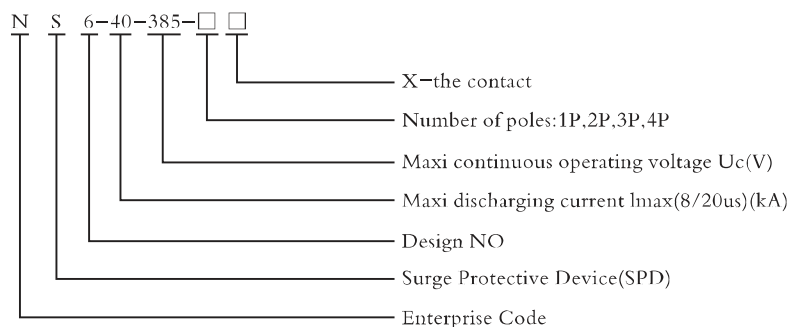 N S 6-40-385-□ □
X-the contact
Number of poles:1P,2P,3P,4P
Maxi continuous operating voltage Uc(V)
Maxi discharging current lmax(8/20us)(kA)
Design NO
Surge Protective Device(SPD)
Enterprise Code